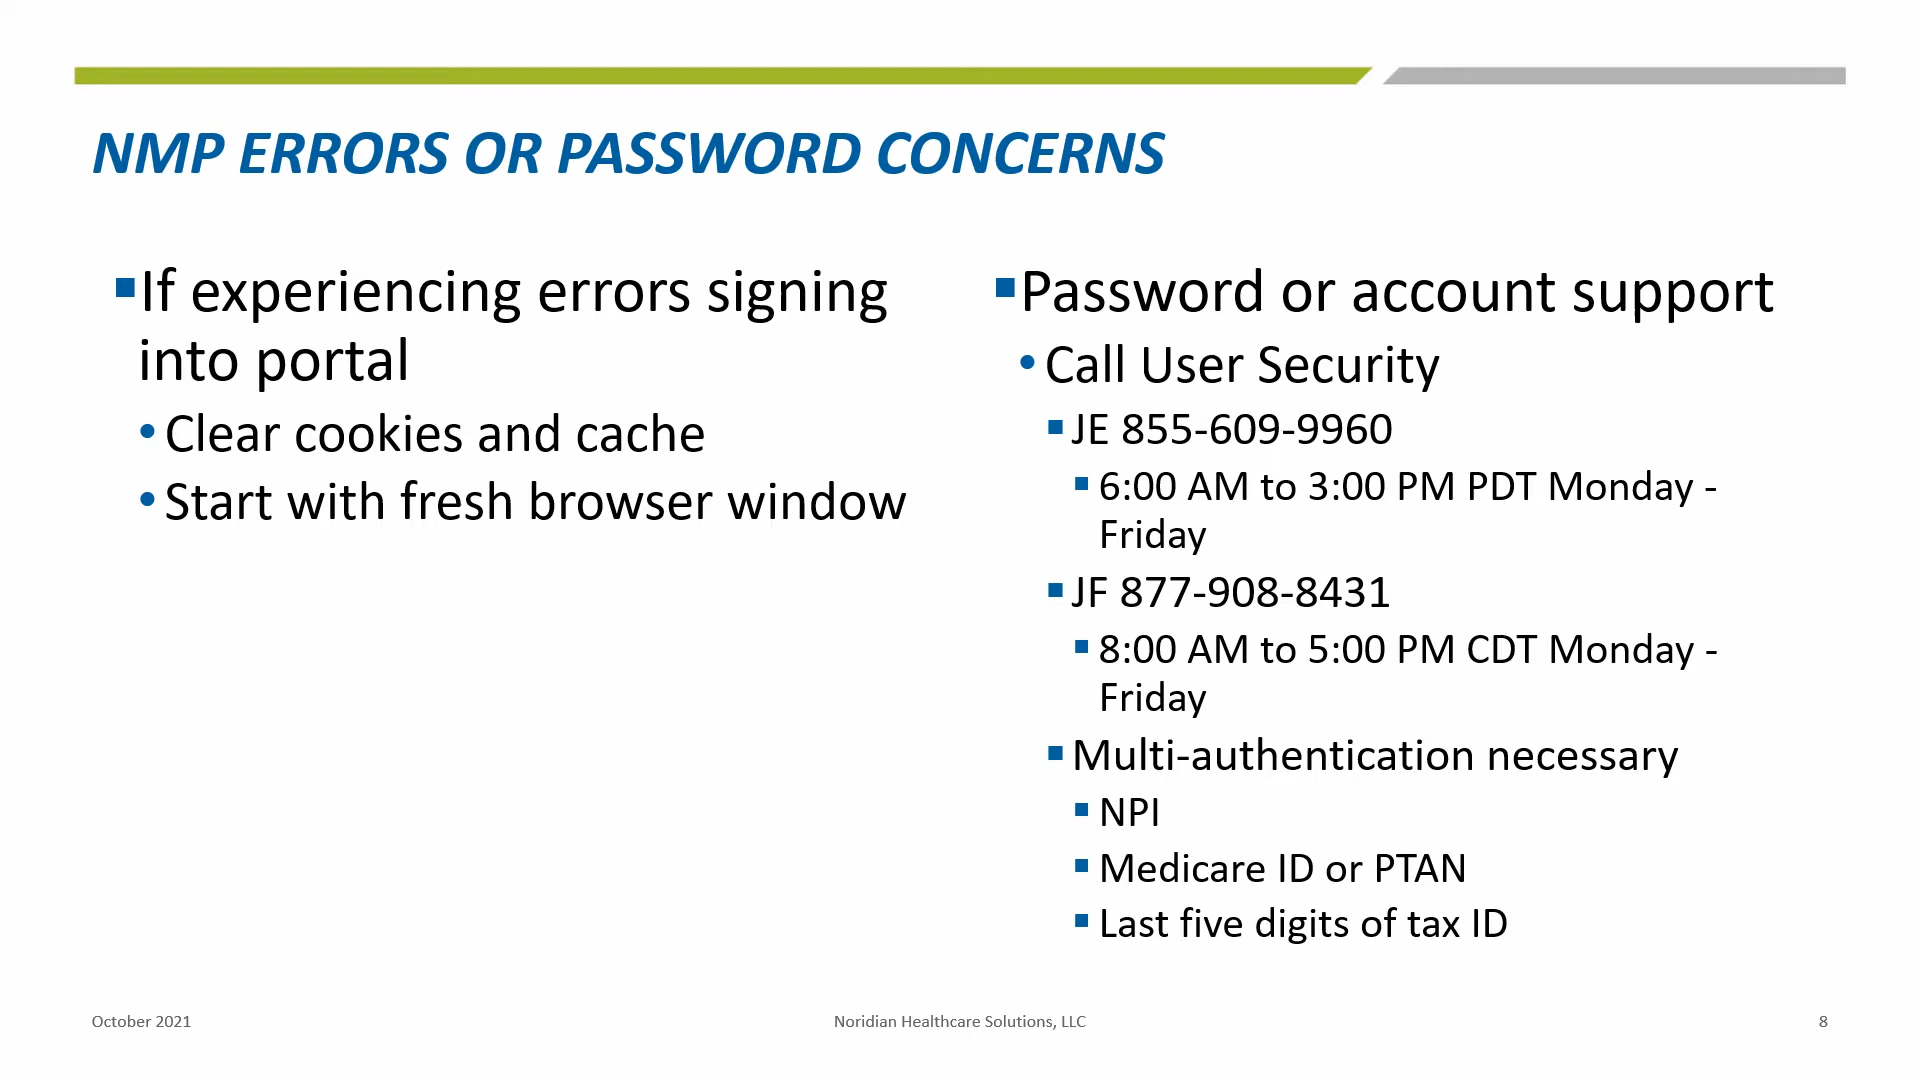 NMP ERRORS OR PASSWORD CONCERNS
▪If experiencing errors signing
into portal
•Clear cookies and cache
•Start with fresh browser window
▪Password or account support
•Call User Security
▪JE 855-609-9960
▪6:00 AM to 3:00 PM PDT Monday -
Friday
▪JF 877-908-8431
▪8:00 AM to 5:00 PM CDT Monday -
Friday
▪Multi-authentication necessary
▪NPI
▪Medicare ID or PTAN
▪Last five digits of tax ID
October 2021
Noridian Healthcare Solutions, LLC
8